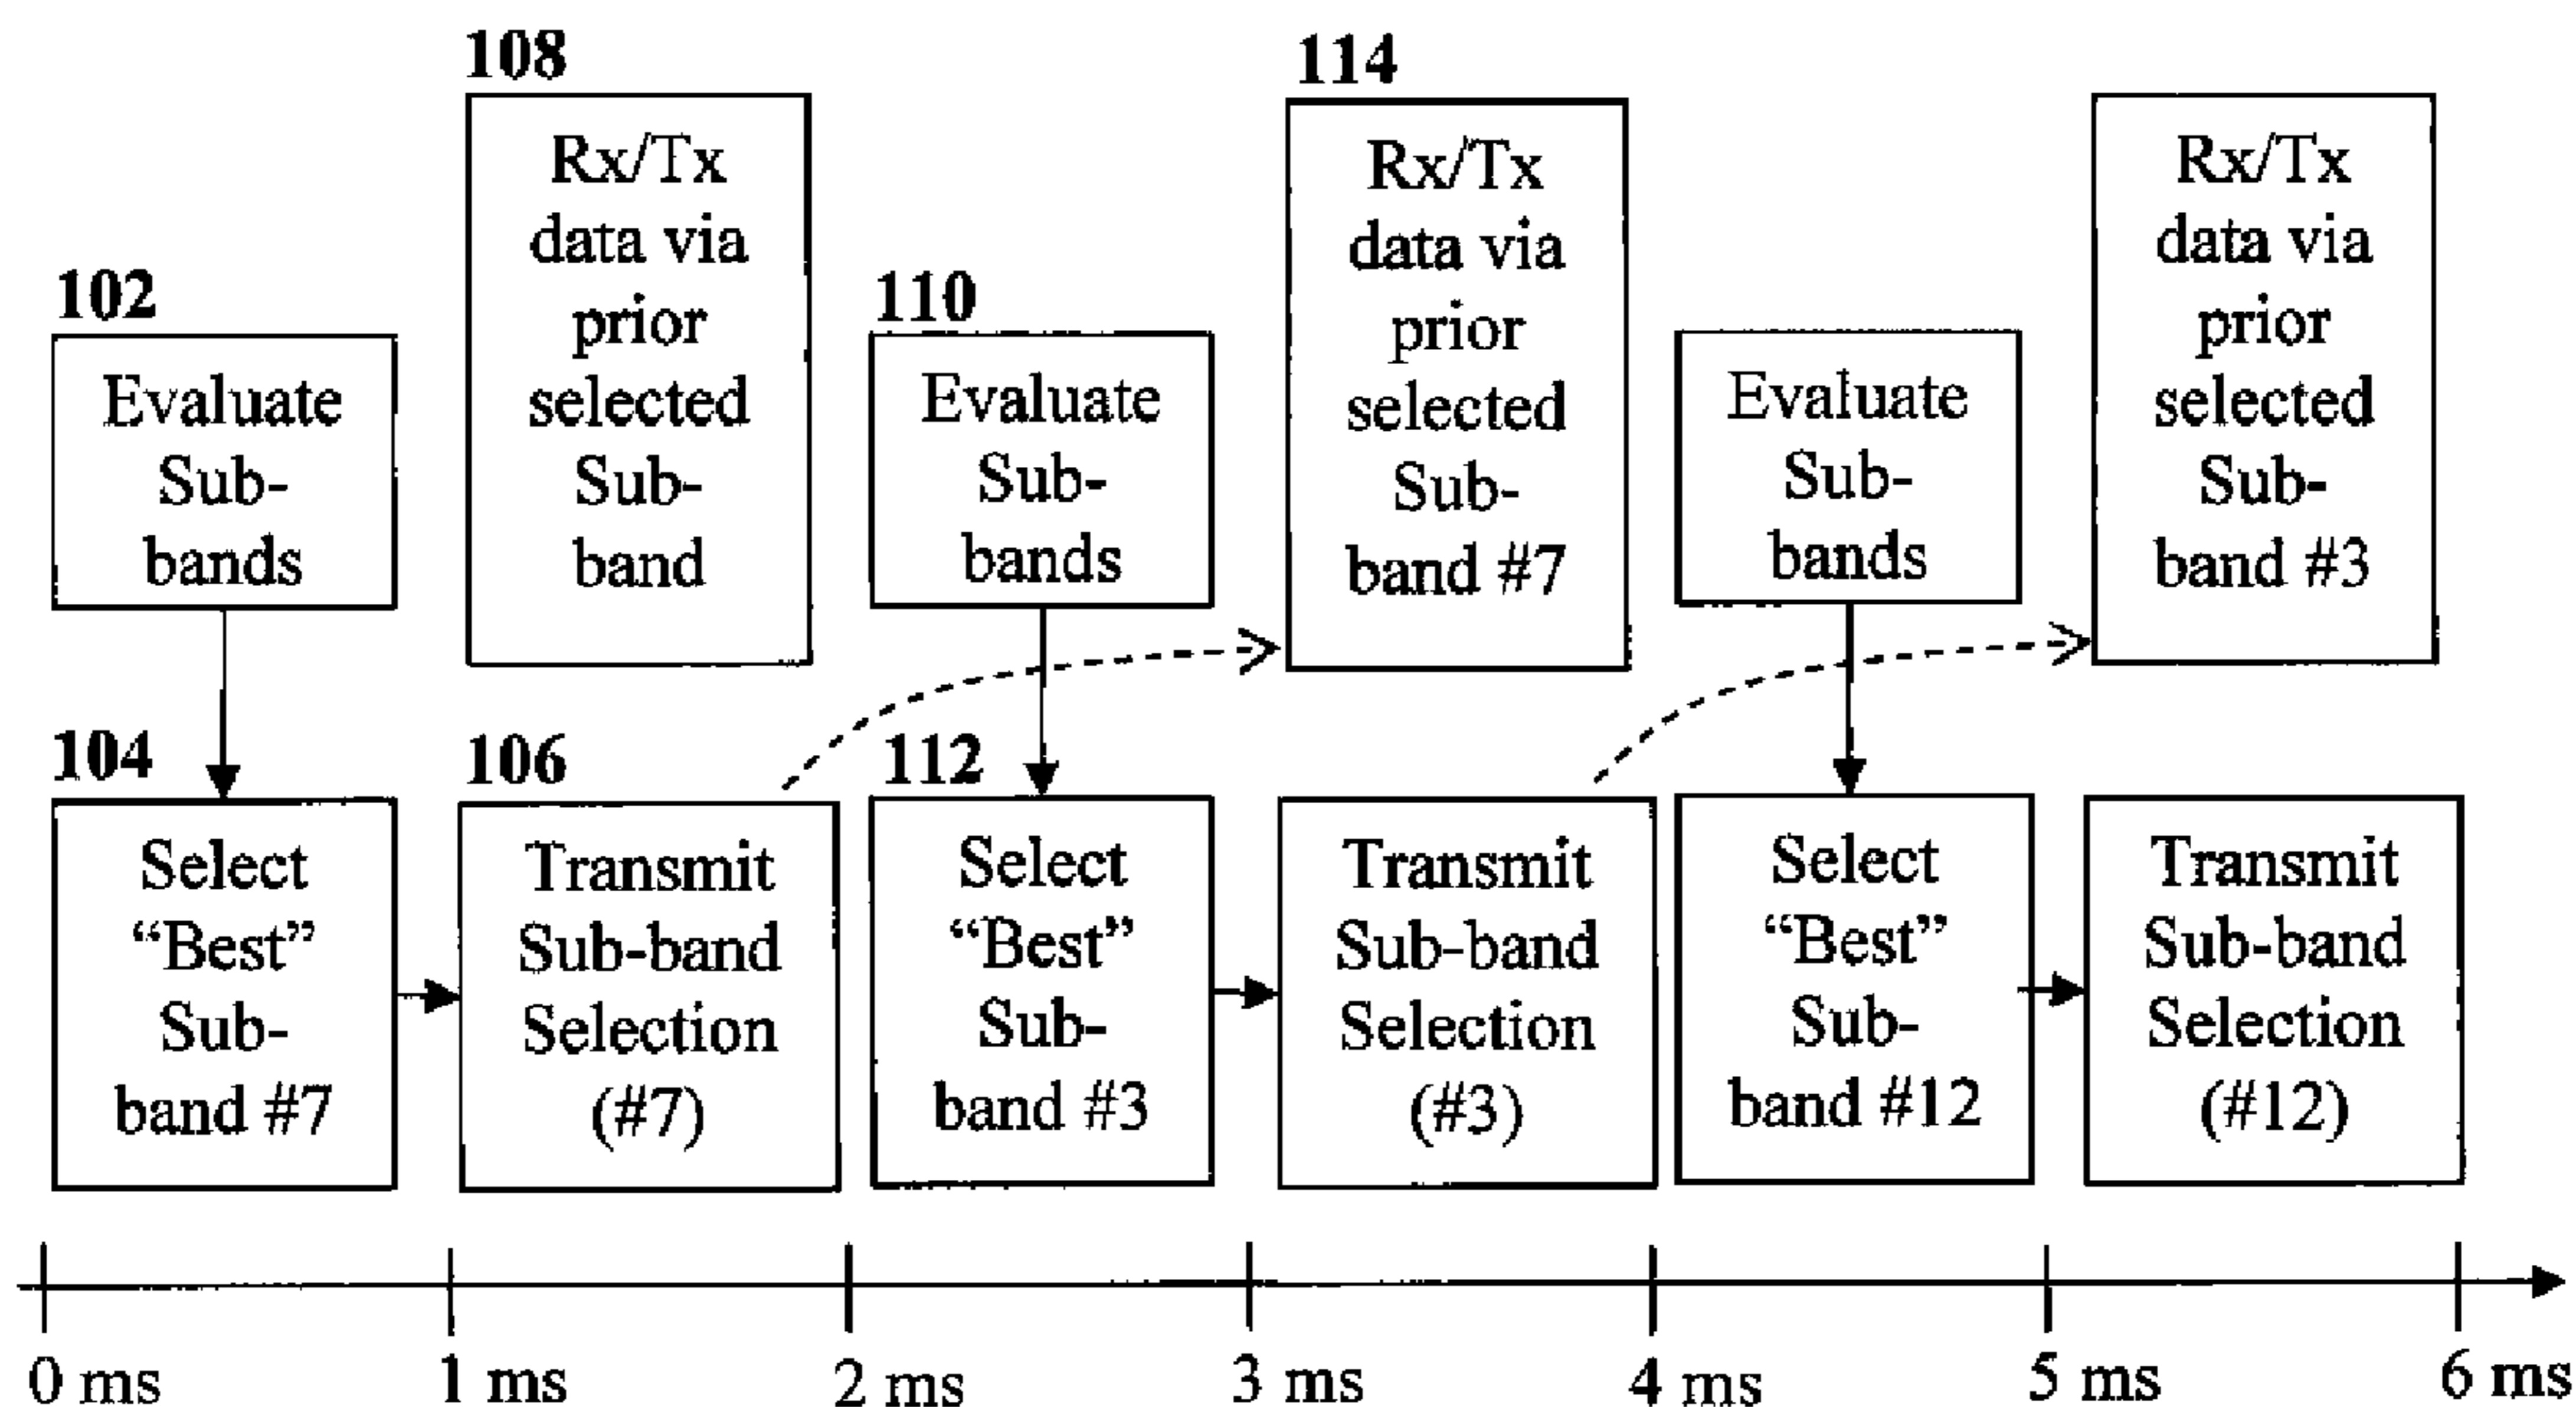 108
Rx/Tx
data via
prior
selected
Sub-
band
114
Rx/Tx
data via
prior
selected
Sub-
band #7
Rx/Tx
data via
prior
selected
Sub-
band #3
102
Evaluate
Sub-
bands
110
Evaluate
Sub-
bands
Evaluate
Sub-
bands
104
Select
“Best”
Sub-
band #7
106
Transmit
Sub-band
Selection
(#7)
112
Select
“Best”
Sub-
band #3
Transmit
Sub-band
Selection
(#3)
Select
“Best”
Sub-
band #12
Transmit
Sub-band
Selection
(#12)
0 ms
1 ms
2 ms
3 ms
4 ms
5 ms
6 ms